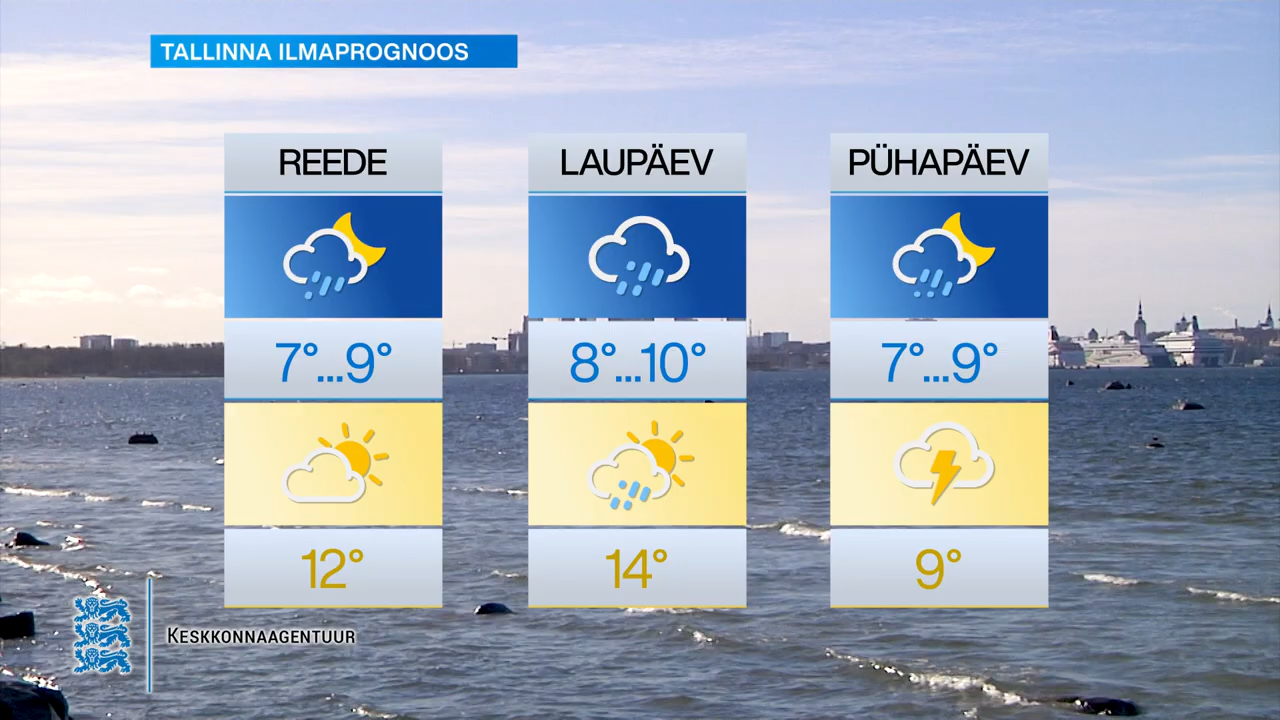 TALLINNA ILMAPROGNOOS
REEDE
LAUPÄEV
PÜHAPÄEV
7°...9°
8°...10°
7°...9°
12°
14°
9°
KESKKONNAAGENTUUR